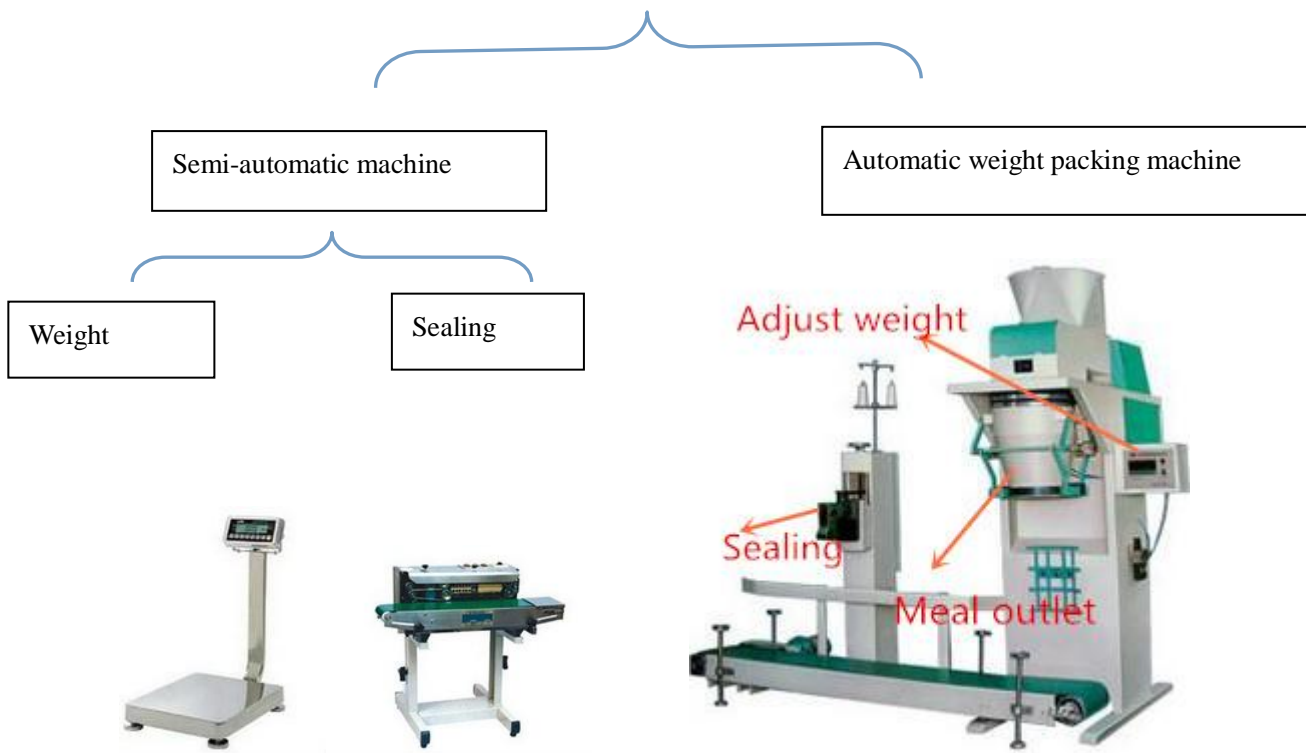 Semi-automatic machine
Automatic weight packing machine
Weight
Sealing
Adjust weight
Sealing
Meal outlet